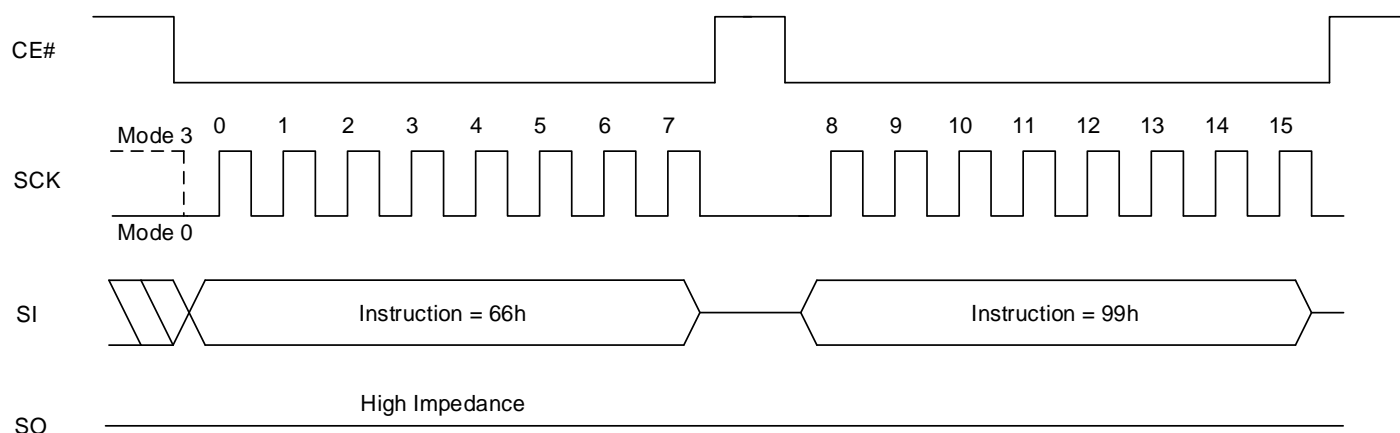 CE#
Mode 3 0 1 2 3 4 5 6 7 8 9 10 11 12 13 14 15
SCK
Mode 0
SI Instruction = 66h Instruction = 99h
High Impedance
SO